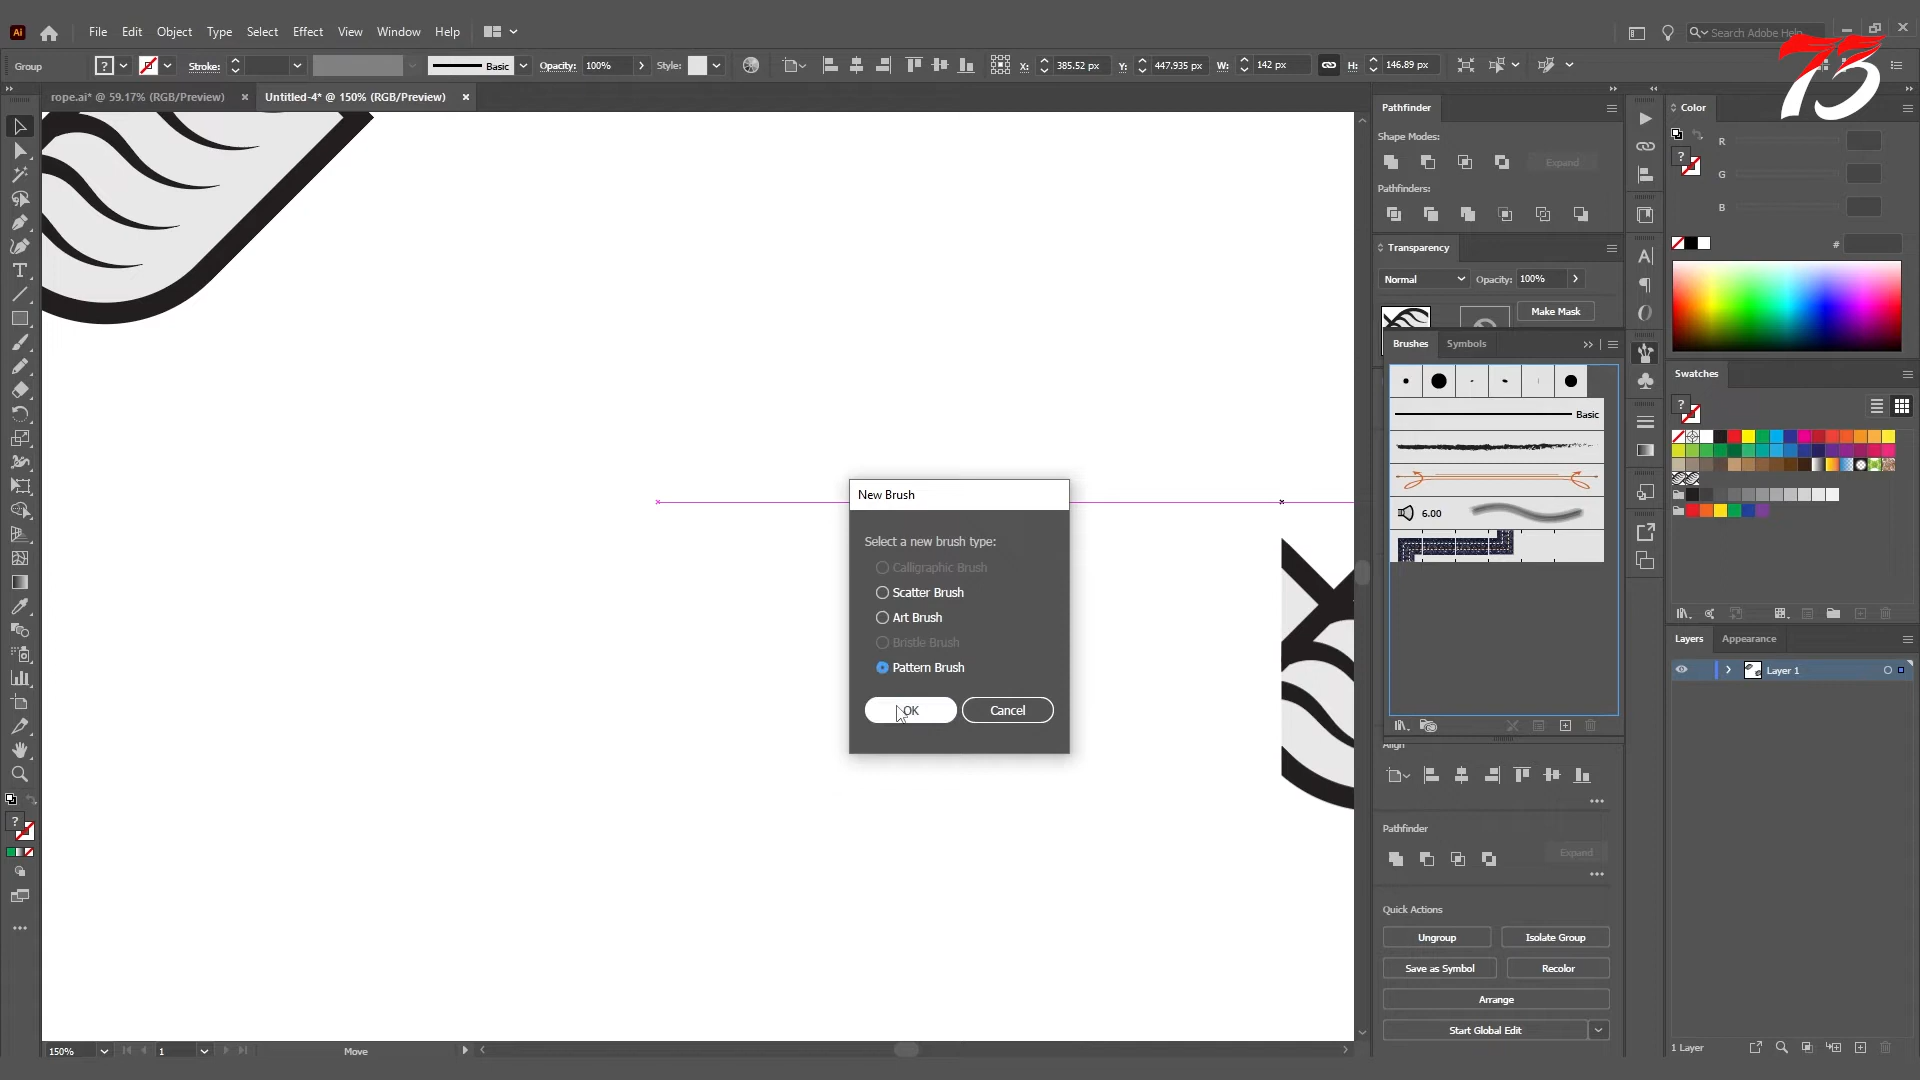 Ai
File Edit Object Type Select Effect View Window Help
Search Adobe Help
Group
?
Stroke:
Basic
Opacity: 100%
Style:
X: 385.52 px
Y: 447.935 px
W: 142 px
H: 146.89 px
rope.ai* @ 59.17% (RGB/Preview) ×
Untitled-4* @ 150% (RGB/Preview) ×
Pathfinder
Shape Modes:
Expand
Pathfinders:
Transparency
Normal
Opacity: 100%
Make Mask
Brushes Symbols
Basic
6.00
Align
Pathfinder
Expand
Quick Actions
Ungroup Isolate Group
Save as Symbol Recolor
Arrange
Start Global Edit
Color
R
G
B
#
Swatches
Layers Appearance
Layer 1
1 Layer
New Brush
Select a new brush type:
Calligraphic Brush
Scatter Brush
Art Brush
Bristle Brush
Pattern Brush
OK Cancel
150%
1
Move